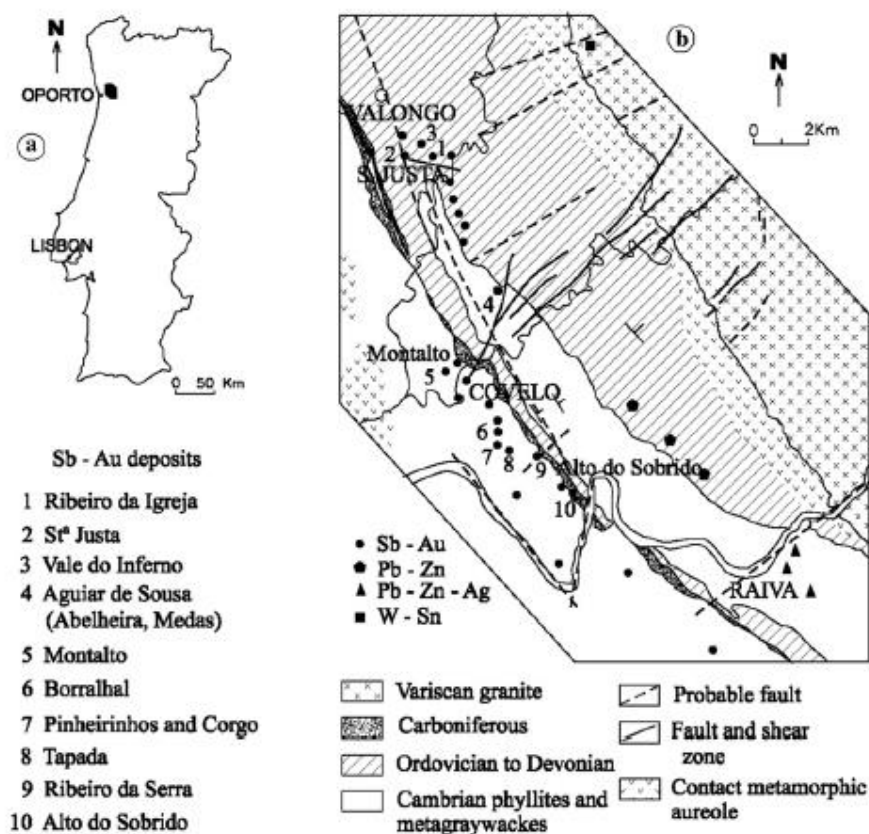 N
OPORTO
a
LISBON
0 50 Km
b
N
0 2Km
VALONGO
3
2 1
S. JUSTA
4
Montalto
5
COVELO
6
7 8
9 Alto do Sobrido
10
RAIVA
Sb - Au deposits
1 Ribeiro da Igreja
2 Stª Justa
3 Vale do Inferno
4 Aguiar de Sousa
(Abelheira, Medas)
5 Montalto
6 Borralhal
7 Pinheirinhos and Corgo
8 Tapada
9 Ribeiro da Serra
10 Alto do Sobrido
Sb - Au
Pb - Zn
Pb - Zn - Ag
W - Sn
Variscan granite
Carboniferous
Ordovician to Devonian
Cambrian phyllites and
metagraywackes
Probable fault
Fault and shear
zone
Contact metamorphic
aureole